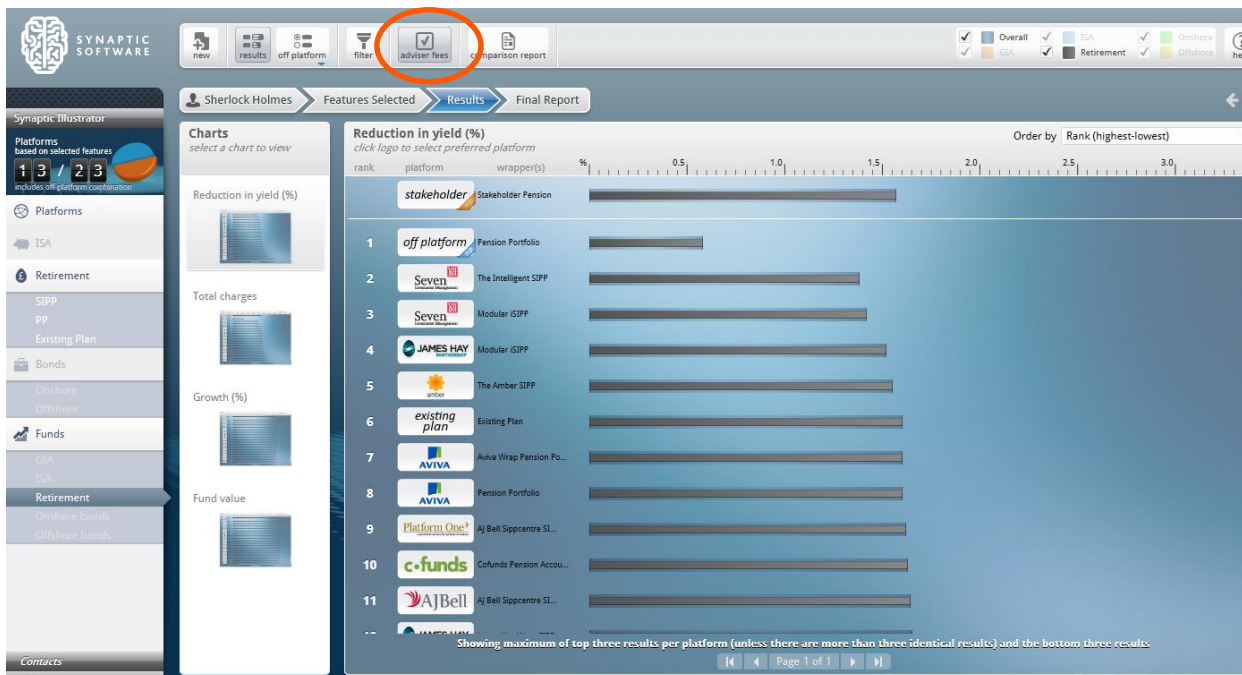 SYNAPTIC
SOFTWARE
new
results
off platform
filter
adviser fees
comparison report
Overall
ISA
Onshore
GIA
Retirement
Offshore
Sherlock Holmes
Features Selected
Results
Final Report
Synaptic Illustrator
Platforms
based on selected features
1 3 / 2 3
includes off-platform combination
Platforms
ISA
Retirement
SIPP
PP
Existing Plan
Bonds
Onshore
Offshore
Funds
GIA
ISA
Retirement
Onshore bonds
Offshore bonds
Contacts
Charts
select a chart to view
Reduction in yield (%)
Total charges
Growth (%)
Fund value
Reduction in yield (%)
click logo to select preferred platform
Order by Rank (highest-lowest)
rank platform wrapper(s) % 0.5 1.0 1.5 2.0 2.5 3.0
stakeholder Stakeholder Pension
1 off platform Pension Portfolio
2 Seven The Intelligent SIPP
3 Seven Modular iSIPP
4 JAMES HAY PARTNERSHIP Modular iSIPP
5 amber The Amber SIPP
6 existing plan Existing Plan
7 AVIVA Aviva Wrap Pension Po...
8 AVIVA Pension Portfolio
9 Platform One AJ Bell Sippcentre SI...
10 c•funds Cofunds Pension Accou...
11 AJBell AJ Bell Sippcentre SI...
Showing maximum of top three results per platform (unless there are more than three identical results) and the bottom three results
Page 1 of 1